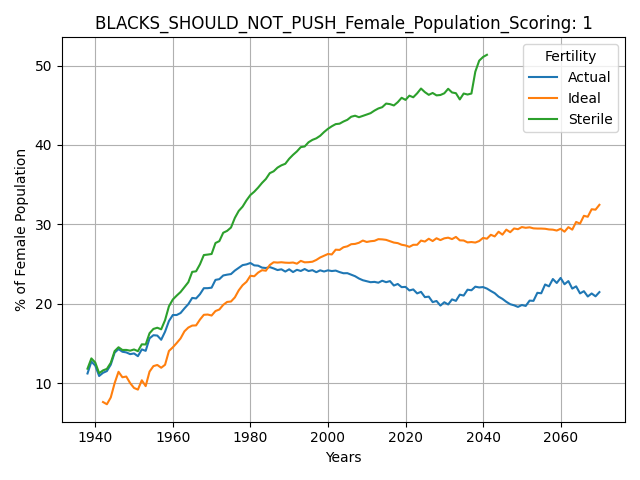 BLACKS_SHOULD_NOT_PUSH_Female_Population_Scoring: 1
% of Female Population
50
40
30
20
10
Fertility
Actual
Ideal
Sterile
1940 1960 1980 2000 2020 2040 2060
Years